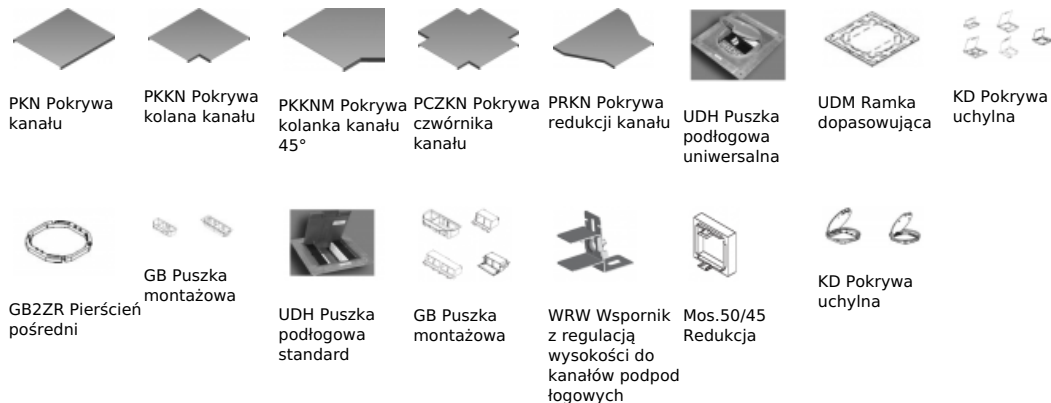 PKN Pokrywa
kanału
PKKN Pokrywa
kolana kanału
PKKNM Pokrywa
kolanka kanału
45°
PCZKN Pokrywa
czwórnika
kanału
PRKN Pokrywa
redukcji kanału
UDH Puszka
podłogowa
uniwersalna
UDM Ramka
dopasowująca
KD Pokrywa
uchylna
GB2ZR Pierścień
pośredni
GB Puszka
montażowa
UDH Puszka
podłogowa
standard
GB Puszka
montażowa
WRW Wspornik
z regulacją
wysokości do
kanałów podpod
łogowych
Mos.50/45
Redukcja
KD Pokrywa
uchylna